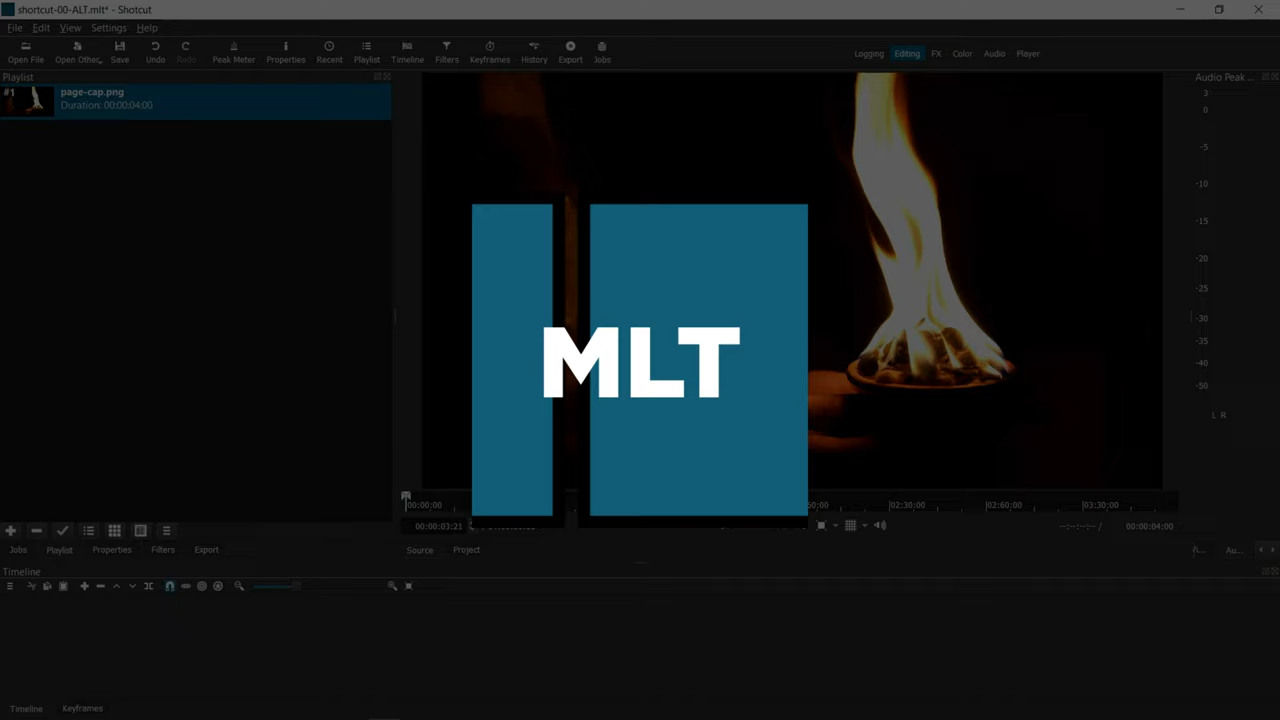 shortcut-00-ALT.mlt* - Shotcut
File Edit View Settings Help
Open File Open Other.. Save Undo Redo Peak Meter Properties Recent Playlist Timeline Filters Keyframes History Export Jobs
Logging Editing FX Color Audio Player
Playlist
Audio Peak ...
#1 page-cap.png
Duration: 00:00:04:00
3
0
-5
-10
-15
-20
-25
-30
-35
-40
-50
L R
MLT
00:00:00
02:30:00
02:60:00
03:30:00
00:00:03:21
--:--:--:-- /
00:00:04:00
Jobs Playlist Properties Filters Export
Source Project
A...
Au...
Timeline
Timeline Keyframes